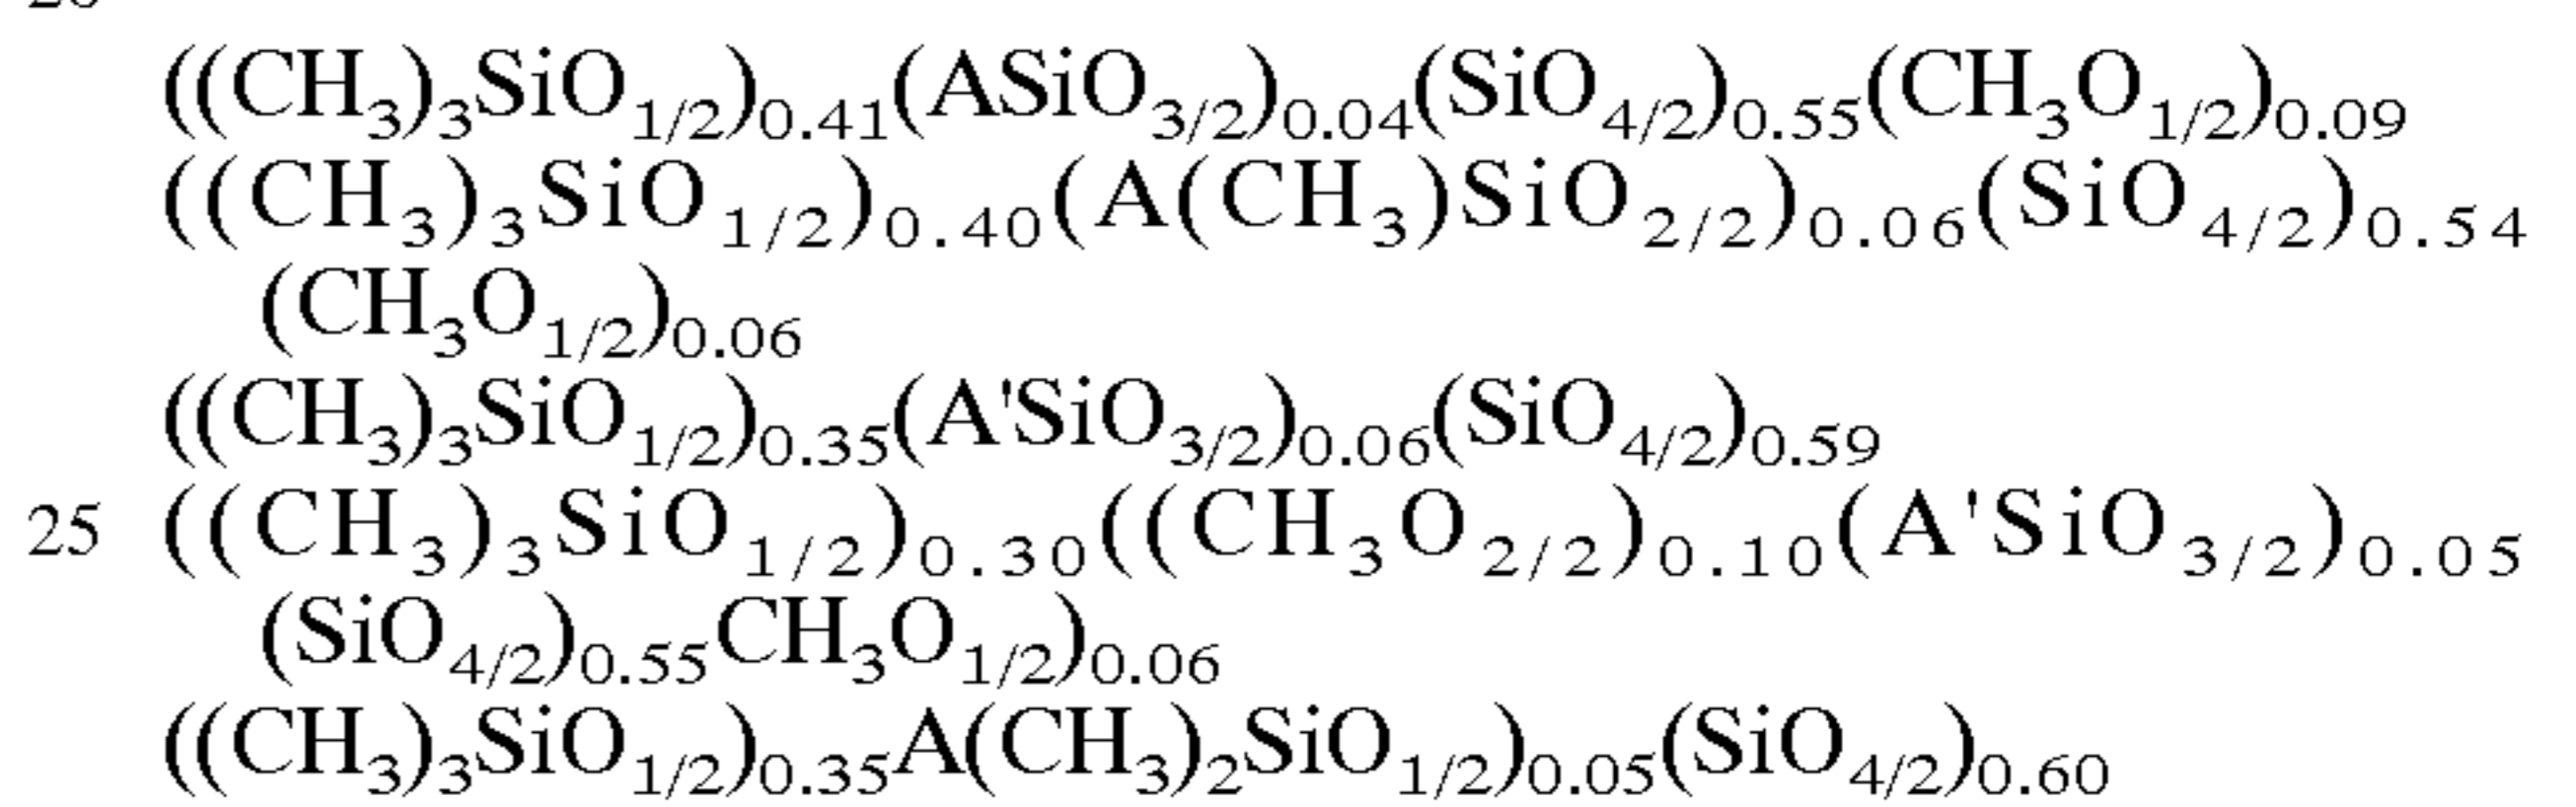 ((CH₃)₃SiO₁/₂)₀.₄₁(ASiO₃/₂)₀.₀₄(SiO₄/₂)₀.₅₅(CH₃O₁/₂)₀.₀₉
((CH₃)₃SiO₁/₂)₀.₄₀(A(CH₃)SiO₂/₂)₀.₀₆(SiO₄/₂)₀.₅₄
(CH₃O₁/₂)₀.₀₆
((CH₃)₃SiO₁/₂)₀.₃₅(A'SiO₃/₂)₀.₀₆(SiO₄/₂)₀.₅₉
25 ((CH₃)₃SiO₁/₂)₀.₃₀((CH₃O₂/₂)₀.₁₀(A'SiO₃/₂)₀.₀₅
(SiO₄/₂)₀.₅₅CH₃O₁/₂)₀.₀₆
((CH₃)₃SiO₁/₂)₀.₃₅A(CH₃)₂SiO₁/₂)₀.₀₅(SiO₄/₂)₀.₆₀